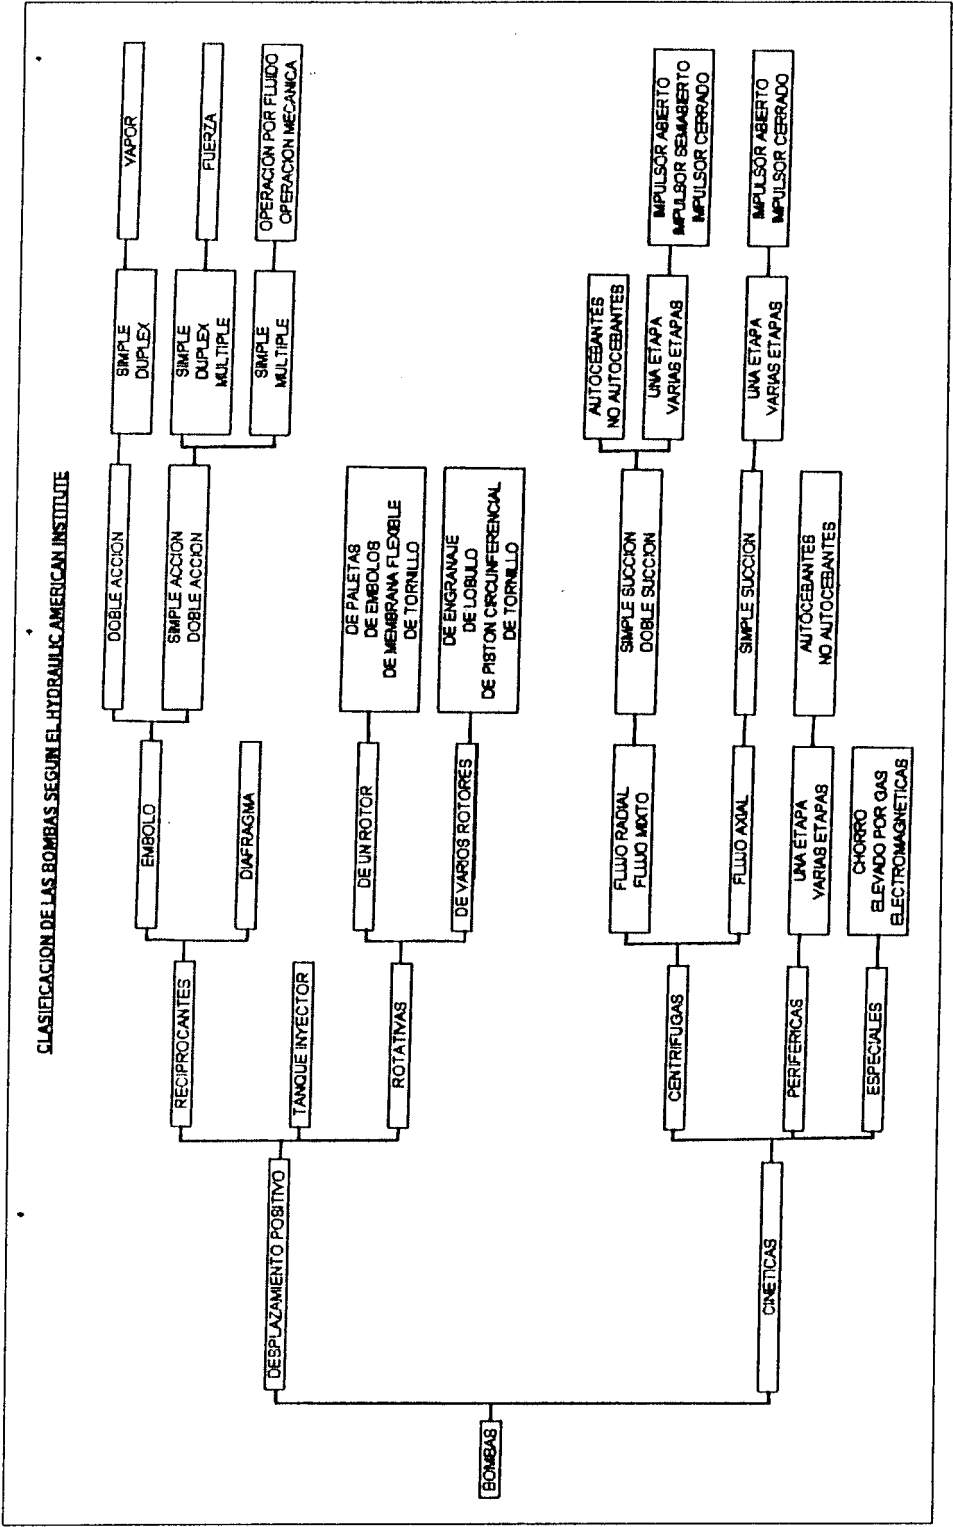 CLASIFICACION DE LAS BOMBAS SEGUN EL HYDRAULIC AMERICAN INSTITUTE
BOMBAS
DESPLAZAMIENTO POSITIVO
RECIPROCANTES
EMBOLO
DOBLE ACCION
SIMPLE
DUPLEX
VAPOR
SIMPLE ACCION
DOBLE ACCION
SIMPLE
DUPLEX
MULTIPLE
FUERZA
SIMPLE
MULTIPLE
OPERACIÓN POR FLUIDO
OPERACION MECANICA
DIAFRAGMA
TANQUE INYECTOR
ROTATIVAS
DE UN ROTOR
DE PALETAS
DE EMBOLOS
DE MEMBRANA FLEXIBLE
DE TORNILLO
DE VARIOS ROTORES
DE ENGRANAJE
DE LOBULO
DE PISTON CIRCUNFERENCIAL
DE TORNILLO
CINETICAS
CENTRIFUGAS
FLUJO RADIAL
FLUJO MIXTO
SIMPLE SUCCION
DOBLE SUCCION
AUTOCEBANTES
NO AUTOCEBANTES
UNA ETAPA
VARIAS ETAPAS
IMPULSOR ABIERTO
IMPULSOR SEMIABIERTO
IMPULSOR CERRADO
FLUJO AXIAL
SIMPLE SUCCION
UNA ETAPA
VARIAS ETAPAS
IMPULSOR ABIERTO
IMPULSOR CERRADO
PERIFERICAS
UNA ETAPA
VARIAS ETAPAS
AUTOCEBANTES
NO AUTOCEBANTES
ESPECIALES
CHORRO
ELEVADO POR GAS
ELECTROMAGNETICAS